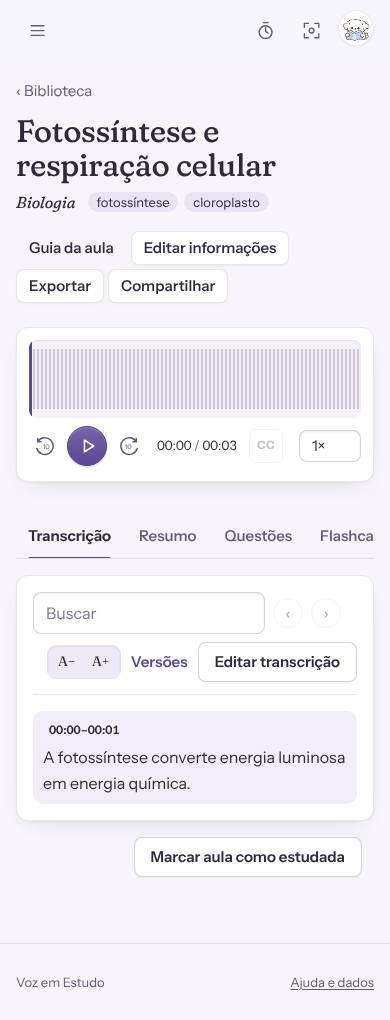 ‹ Biblioteca
Fotossíntese e
respiração celular
Biologia fotossíntese cloroplasto
Guia da aula Editar informações
Exportar Compartilhar
10 10 00:00 / 00:03 CC 1×
Transcrição Resumo Questões Flashca
Buscar ‹ ›
A− A+ Versões Editar transcrição
00:00–00:01
A fotossíntese converte energia luminosa
em energia química.
Marcar aula como estudada
Voz em Estudo Ajuda e dados